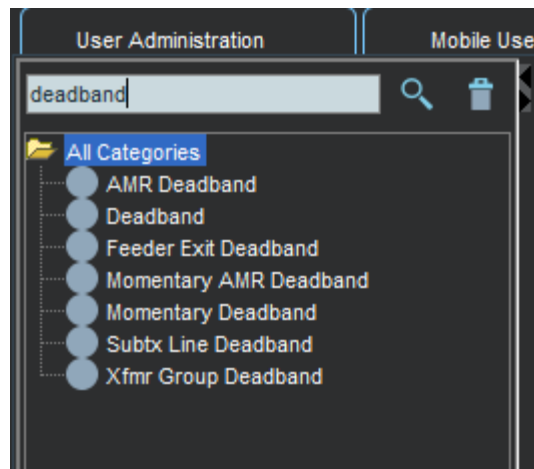 User Administration
Mobile Use
deadband
All Categories
AMR Deadband
Deadband
Feeder Exit Deadband
Momentary AMR Deadband
Momentary Deadband
Subtx Line Deadband
Xfmr Group Deadband